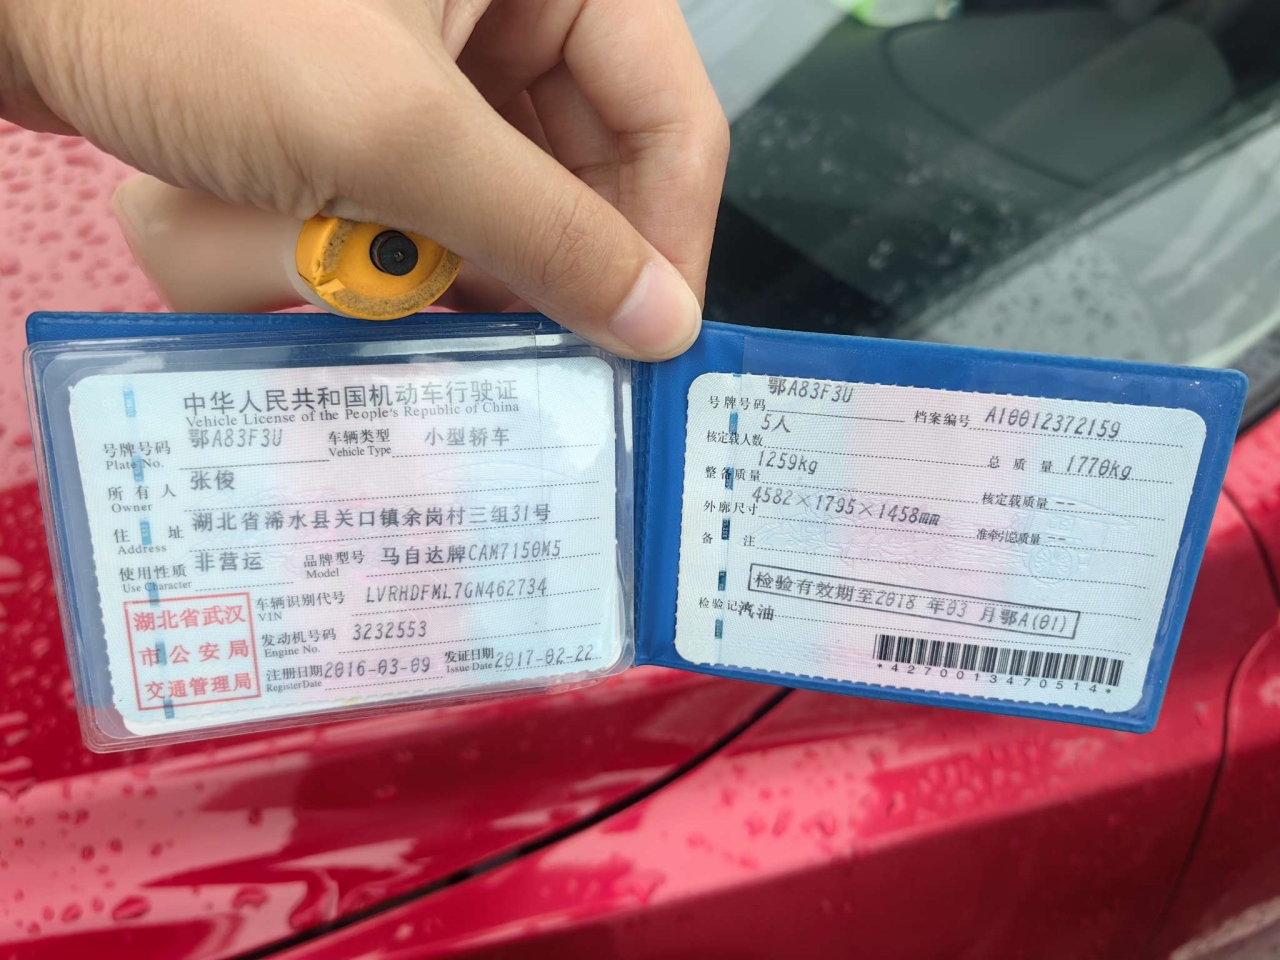 中华人民共和国机动车行驶证
Vehicle License of the People's Republic of China
号牌号码 鄂A83F3U 车辆类型 小型轿车
Plate No. Vehicle Type
所有人 张俊
Owner
住址 湖北省浠水县关口镇余岗村三组31号
Address
使用性质 非营运 品牌型号 马自达牌CAM7150M5
Use Character Model
湖北省武汉
市公安局
交通管理局
车辆识别代号 LVRHDFML7GN462734
VIN
发动机号码 3232553
Engine No.
注册日期 2016-03-09 发证日期 2017-02-22
Register Date Issue Date
号牌号码 鄂A83F3U 档案编号 A10012372159
核定载人数 5人 总质量 1770kg
整备质量 1259kg 核定载质量 --
外廓尺寸 4582×1795×1458mm 准牵引总质量 --
备注
检验有效期至2018 年03 月鄂A(01)
检验记录 汽油
*4270013470514*